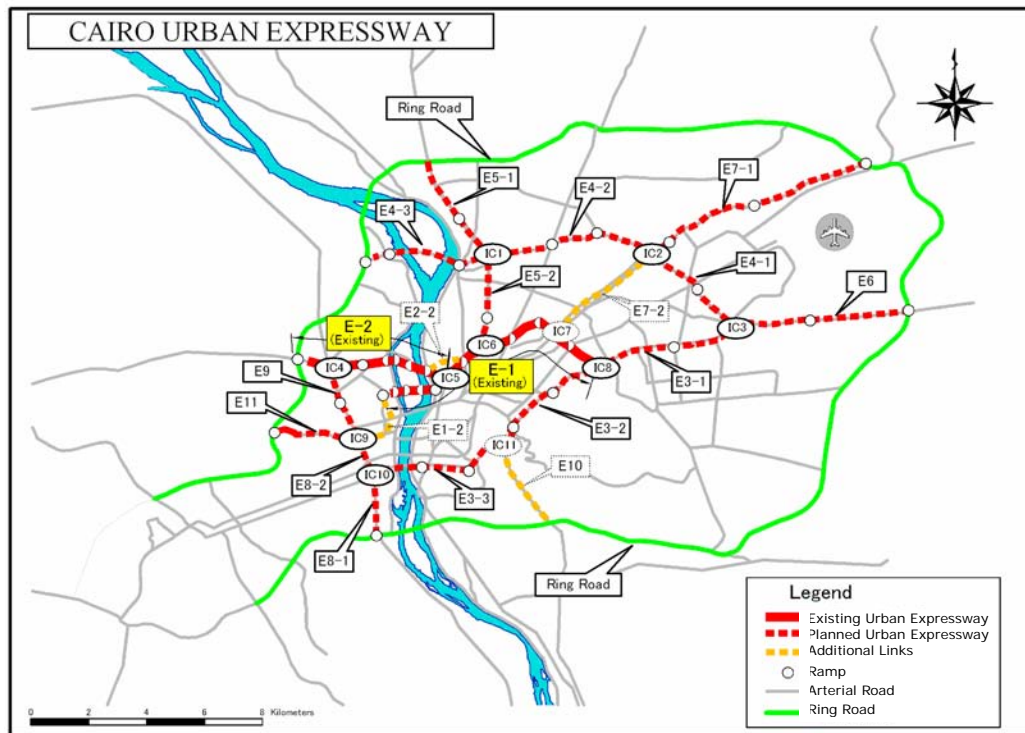 CAIRO URBAN EXPRESSWAY
Ring Road
E5-1
E7-1
E4-2
E4-3
IC1
IC2
E5-2
E4-1
E6
E2-2
E7-2
E-2
(Existing)
IC7
IC3
IC6
E9
IC4
IC5
E-1
(Existing)
IC8
E3-1
E11
E1-2
E3-2
IC9
IC11
E8-2
IC10
E3-3
E10
E8-1
Ring Road
Legend
Existing Urban Expressway
Planned Urban Expressway
Additional Links
Ramp
Arterial Road
Ring Road
0 2 4 6 8 Kilometers